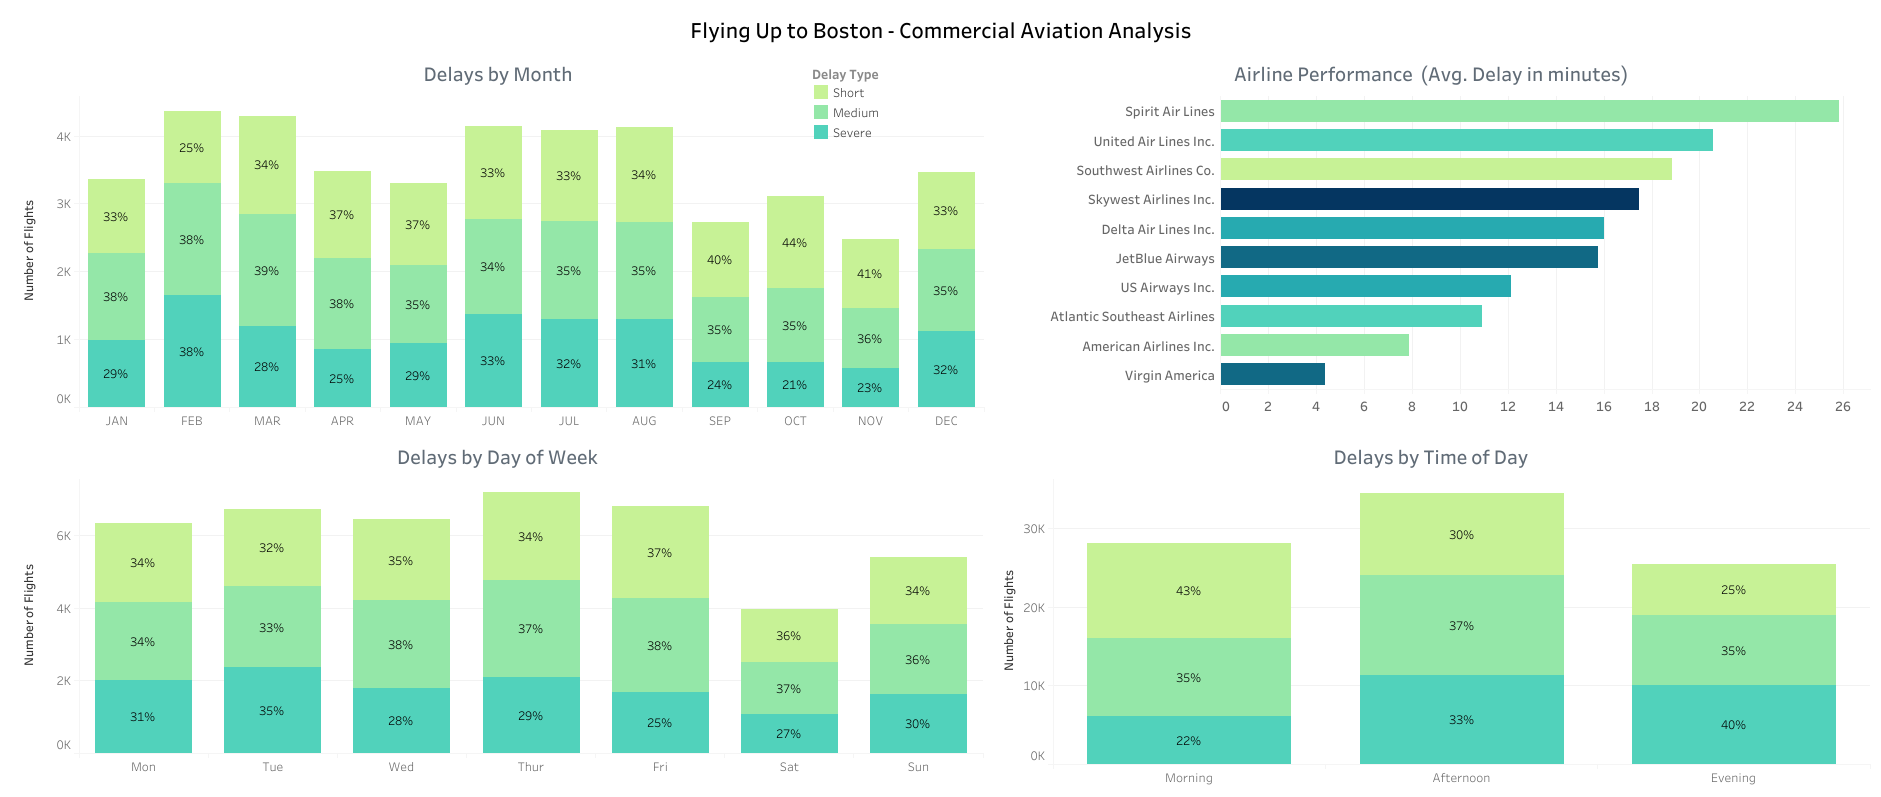 Flying Up to Boston - Commercial Aviation Analysis
Delays by Month
Delay Type
Short
Medium
Severe
Number of Flights
4K
3K
2K
1K
0K
33%
38%
29%
25%
38%
38%
34%
39%
28%
37%
38%
25%
37%
35%
29%
33%
34%
33%
33%
35%
32%
34%
35%
31%
40%
35%
24%
44%
35%
21%
41%
36%
23%
33%
35%
32%
JAN FEB MAR APR MAY JUN JUL AUG SEP OCT NOV DEC
Airline Performance (Avg. Delay in minutes)
Spirit Air Lines
United Air Lines Inc.
Southwest Airlines Co.
Skywest Airlines Inc.
Delta Air Lines Inc.
JetBlue Airways
US Airways Inc.
Atlantic Southeast Airlines
American Airlines Inc.
Virgin America
0 2 4 6 8 10 12 14 16 18 20 22 24 26
Delays by Day of Week
Number of Flights
6K
4K
2K
0K
34%
34%
31%
32%
33%
35%
35%
38%
28%
34%
37%
29%
37%
38%
25%
36%
37%
27%
34%
36%
30%
Mon Tue Wed Thur Fri Sat Sun
Delays by Time of Day
Number of Flights
30K
20K
10K
0K
43%
35%
22%
30%
37%
33%
25%
35%
40%
Morning Afternoon Evening